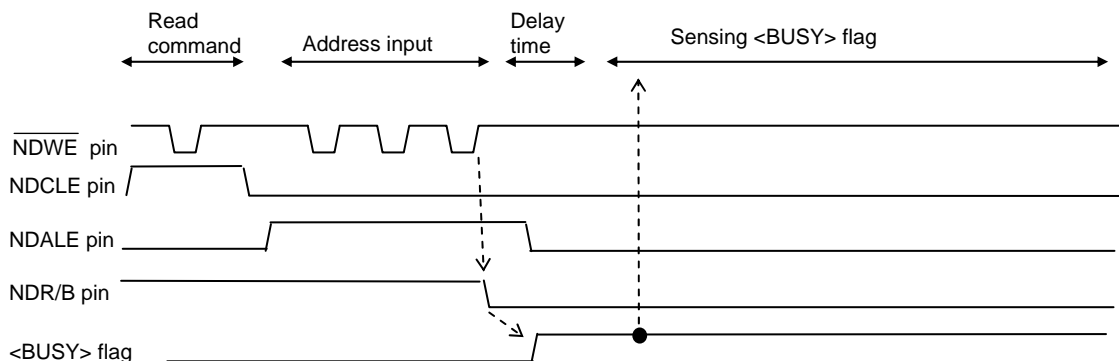 Read
command
Address input
Delay
time
Sensing <BUSY> flag
NDWE pin
NDCLE pin
NDALE pin
NDR/B pin
<BUSY> flag